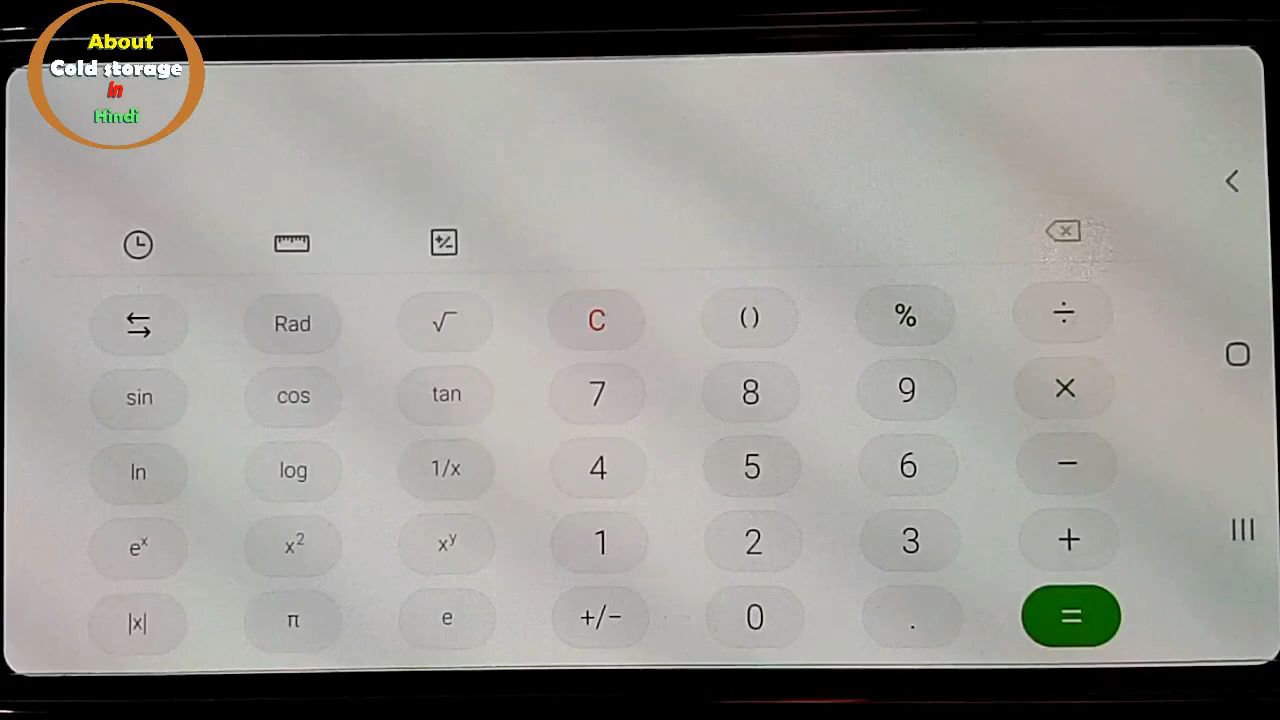 About
Cold storage
in
Hindi
Rad √ C () % ÷
sin cos tan 7 8 9 ×
ln log 1/x 4 5 6 −
eˣ x² xʸ 1 2 3 +
|x| π e +/− 0 . =